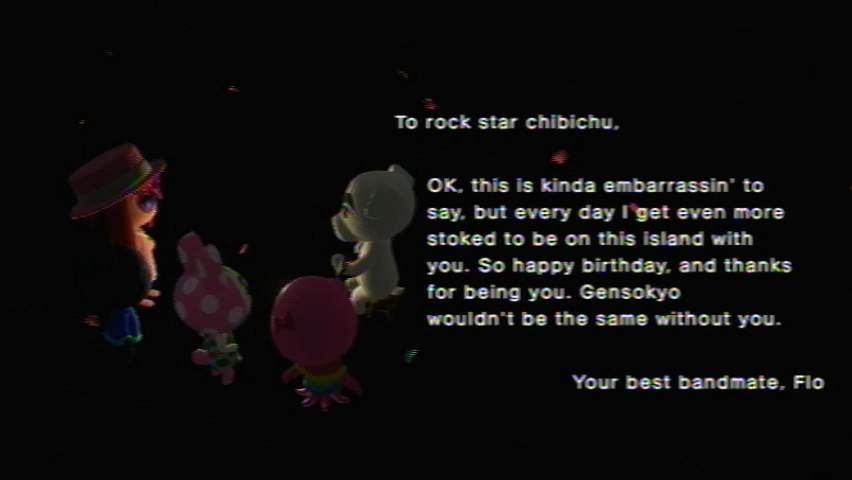 To rock star chibichu,
OK, this is kinda embarrassin' to
say, but every day I get even more
stoked to be on this island with
you. So happy birthday, and thanks
for being you. Gensokyo
wouldn't be the same without you.
Your best bandmate, Flo